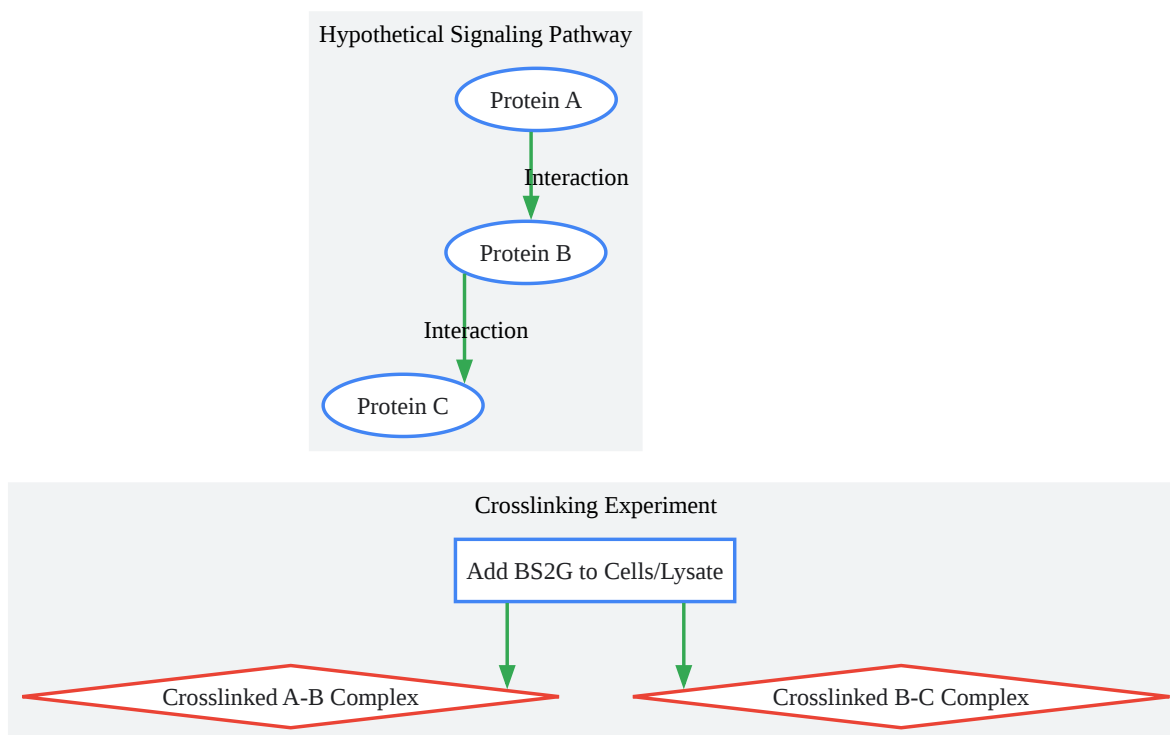 Hypothetical Signaling Pathway
Protein A
Interaction
Protein B
Interaction
Protein C
Crosslinking Experiment
Add BS2G to Cells/Lysate
Crosslinked A-B Complex
Crosslinked B-C Complex